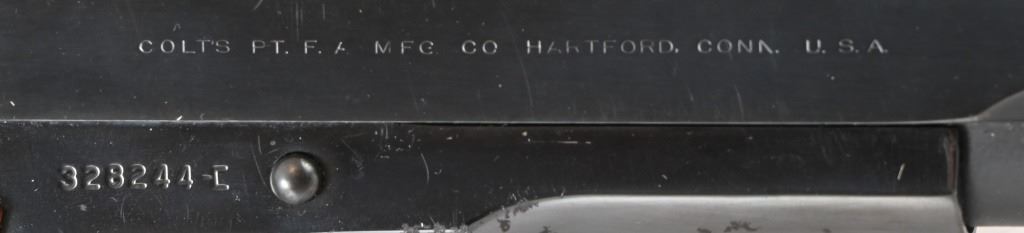 COLT'S PT. F. A MFG. CO HARTFORD, CONN. U. S. A.
328244-C